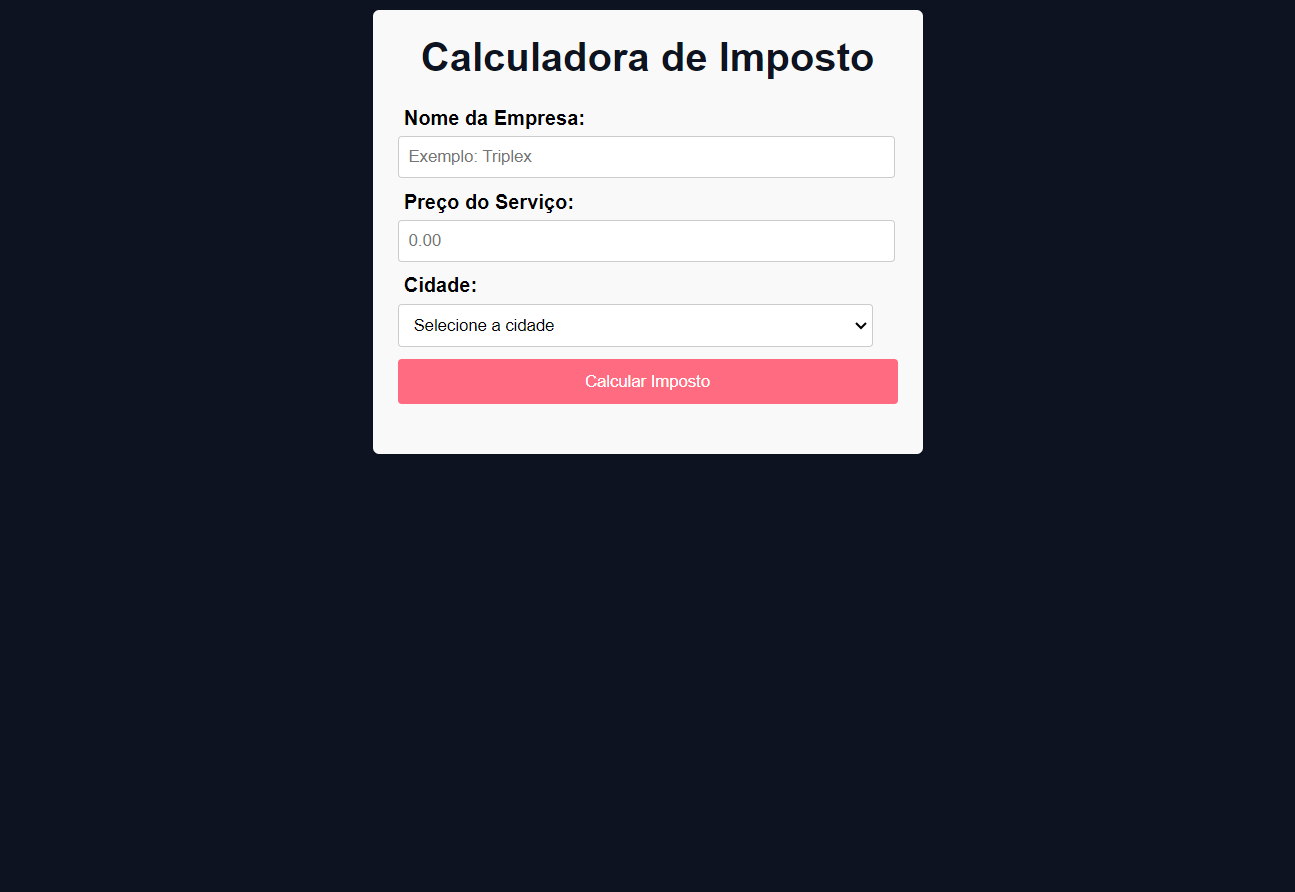 Calculadora de Imposto
Nome da Empresa:
Exemplo: Triplex
Preço do Serviço:
0.00
Cidade:
Selecione a cidade
Calcular Imposto